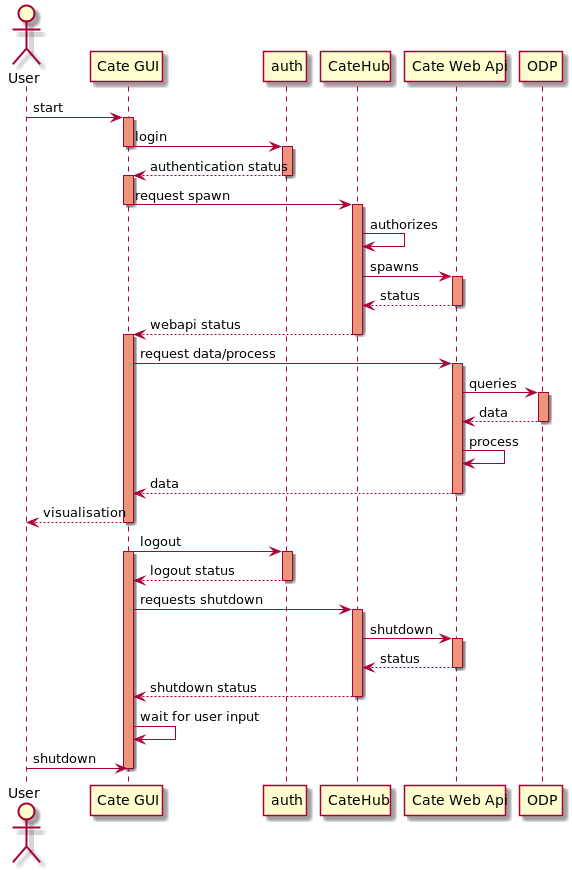 User
Cate GUI
auth
CateHub
Cate Web Api
ODP
start
login
authentication status
request spawn
authorizes
spawns
status
webapi status
request data/process
queries
data
process
data
visualisation
logout
logout status
requests shutdown
shutdown
status
shutdown status
wait for user input
shutdown
User
Cate GUI
auth
CateHub
Cate Web Api
ODP